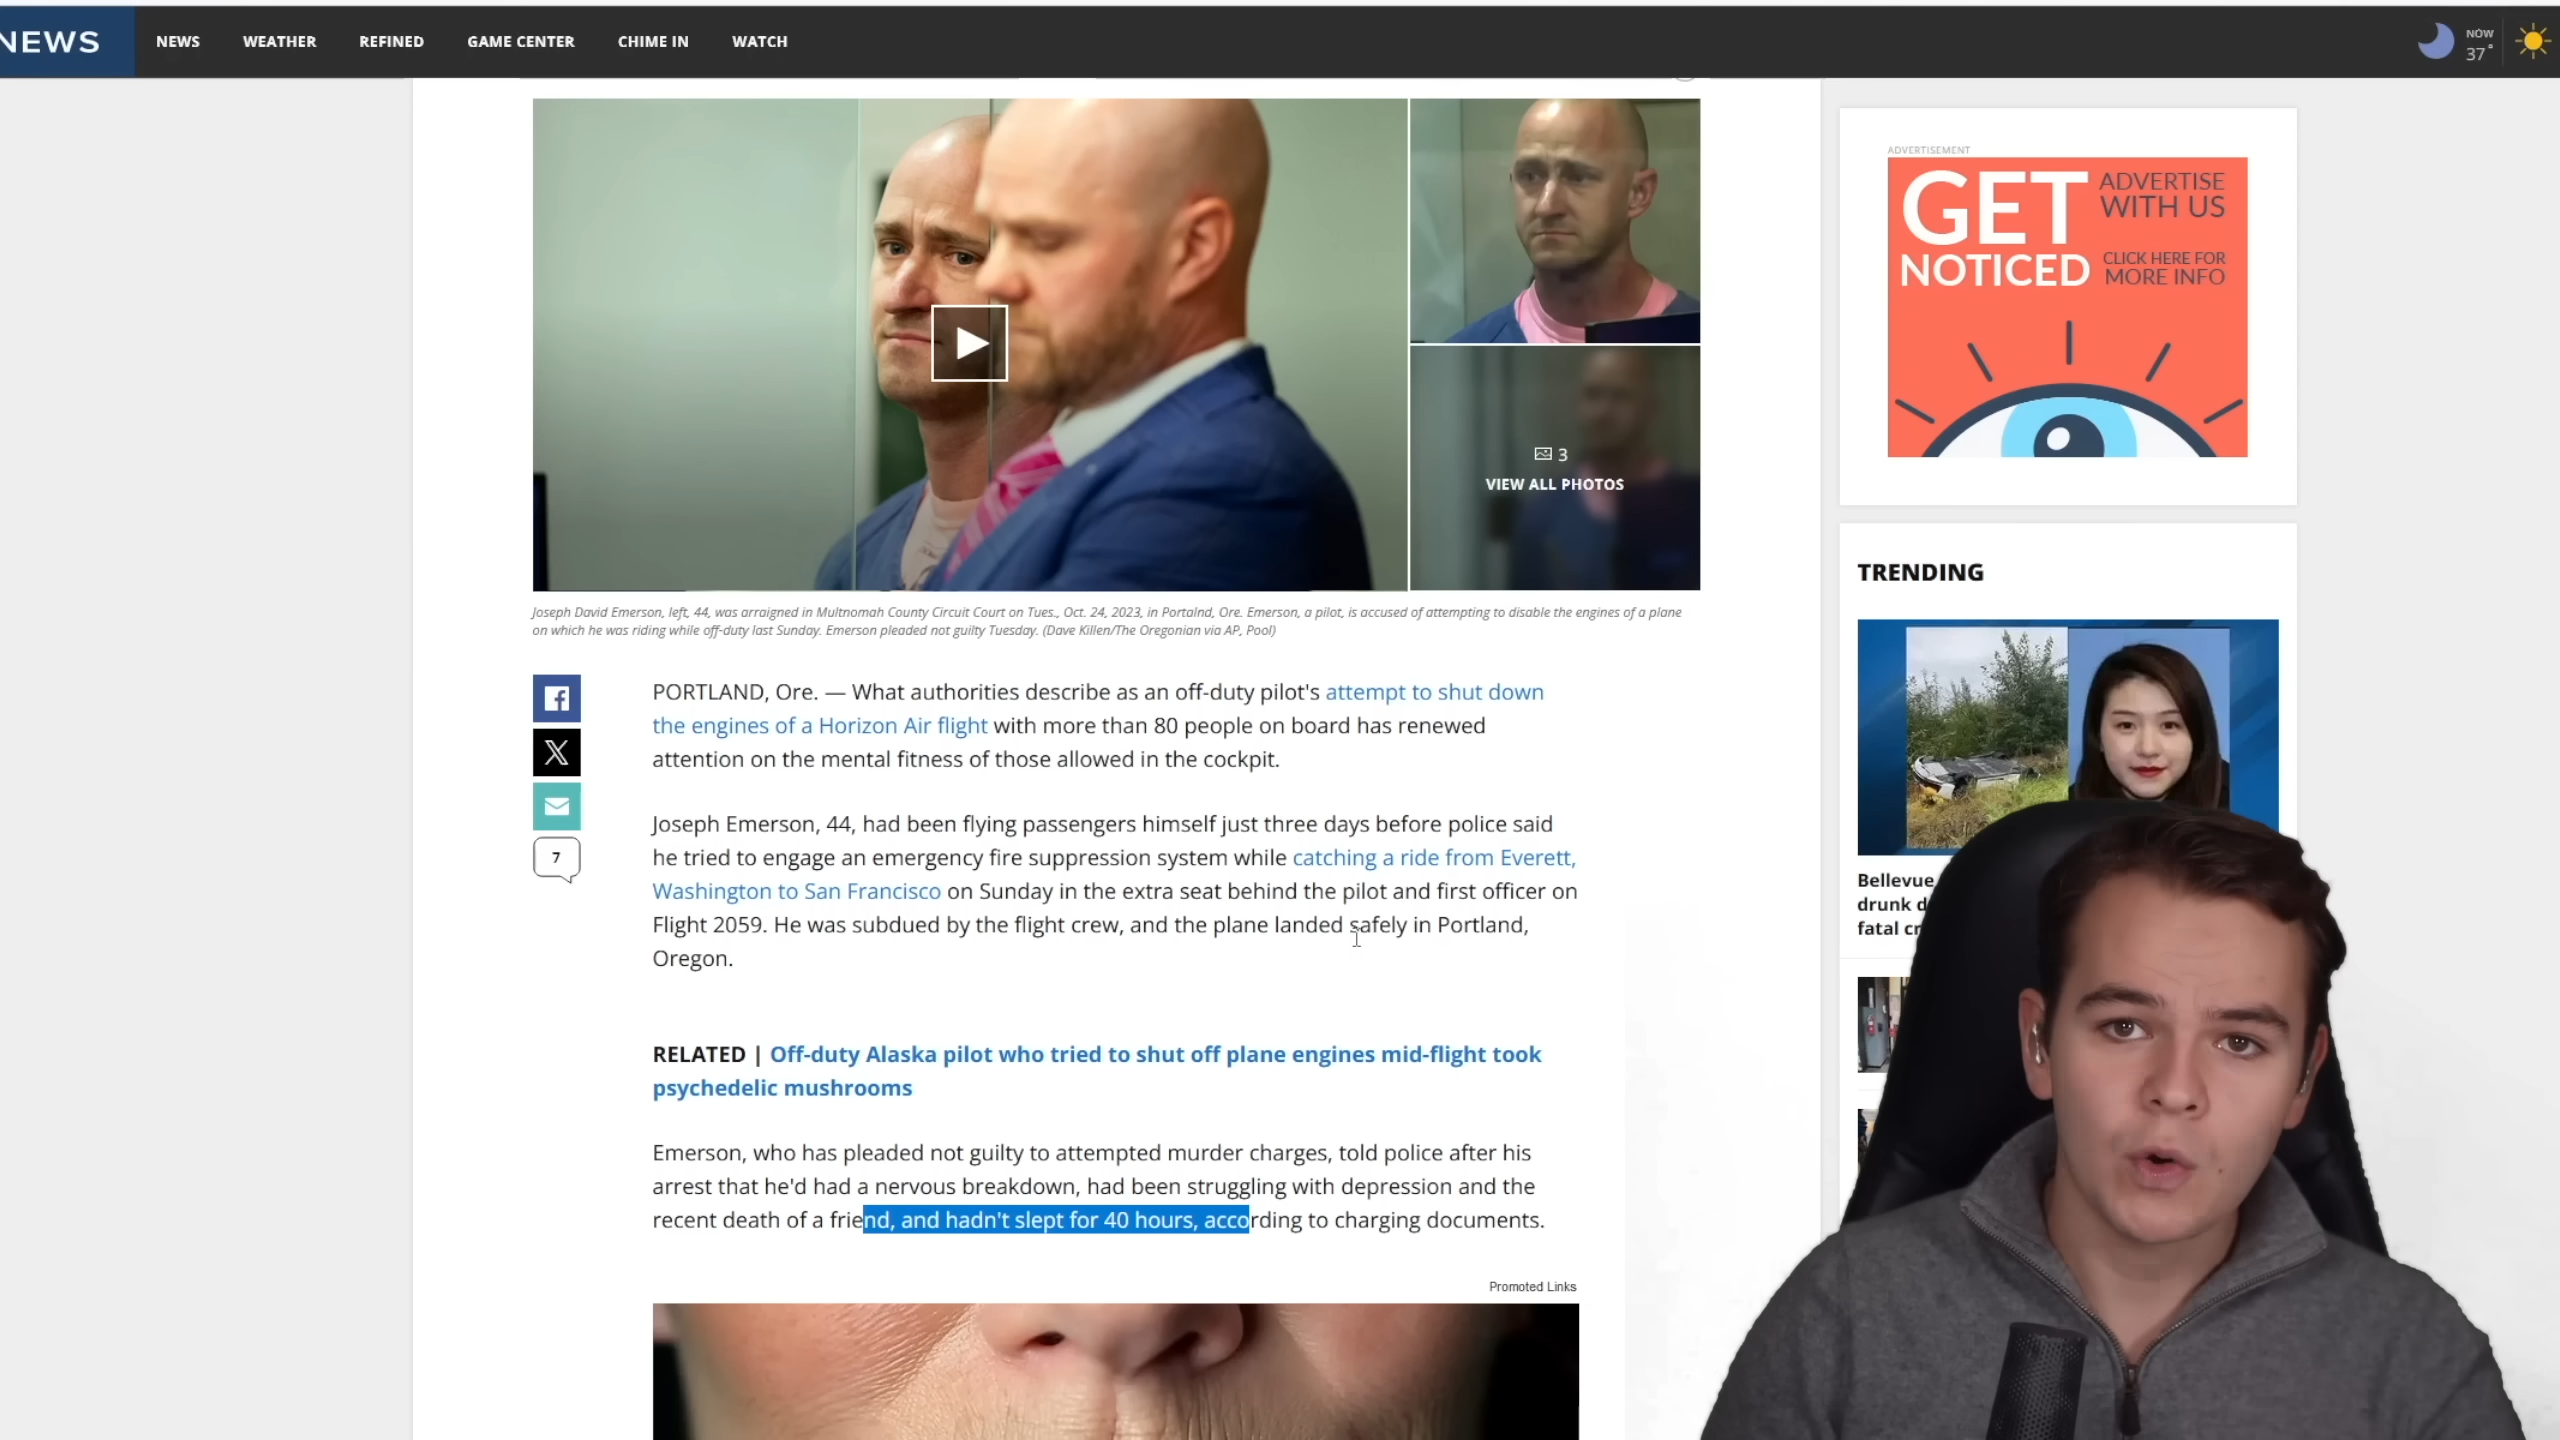 NEWS
NEWS WEATHER REFINED GAME CENTER CHIME IN WATCH
NOW
37°
3
VIEW ALL PHOTOS
Joseph David Emerson, left, 44, was arraigned in Multnomah County Circuit Court on Tues., Oct. 24, 2023, in Portalnd, Ore. Emerson, a pilot, is accused of attempting to disable the engines of a plane
on which he was riding while off-duty last Sunday. Emerson pleaded not guilty Tuesday. (Dave Killen/The Oregonian via AP, Pool)
7
PORTLAND, Ore. — What authorities describe as an off-duty pilot's attempt to shut down
the engines of a Horizon Air flight with more than 80 people on board has renewed
attention on the mental fitness of those allowed in the cockpit.
Joseph Emerson, 44, had been flying passengers himself just three days before police said
he tried to engage an emergency fire suppression system while catching a ride from Everett,
Washington to San Francisco on Sunday in the extra seat behind the pilot and first officer on
Flight 2059. He was subdued by the flight crew, and the plane landed safely in Portland,
Oregon.
RELATED | Off-duty Alaska pilot who tried to shut off plane engines mid-flight took
psychedelic mushrooms
Emerson, who has pleaded not guilty to attempted murder charges, told police after his
arrest that he'd had a nervous breakdown, had been struggling with depression and the
recent death of a friend, and hadn't slept for 40 hours, according to charging documents.
Promoted Links
ADVERTISEMENT
GET
NOTICED
ADVERTISE
WITH US
CLICK HERE FOR
MORE INFO
TRENDING
Bellevue
drunk d
fatal cr